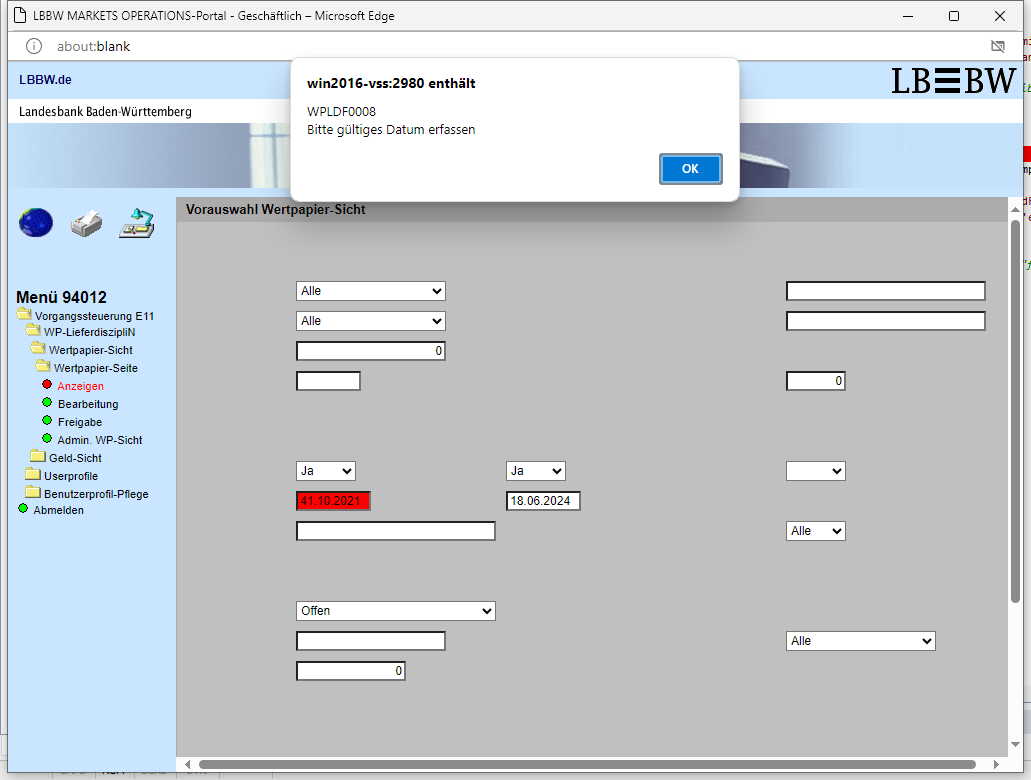 LBBW MARKETS OPERATIONS-Portal - Geschäftlich – Microsoft Edge
about:blank
LBBW.de
LBBW
Landesbank Baden-Württemberg
win2016-vss:2980 enthält
WPLDF0008
Bitte gültiges Datum erfassen
OK
Vorauswahl Wertpapier-Sicht
Menü 94012
Vorgangssteuerung E11
WP-LieferdiszipliN
Wertpapier-Sicht
Wertpapier-Seite
Anzeigen
Bearbeitung
Freigabe
Admin. WP-Sicht
Geld-Sicht
Userprofile
Benutzerprofil-Pflege
Abmelden
Alle
Alle
0
0
Ja Ja
41.10.2021 18.06.2024
Alle
Offen
Alle
0